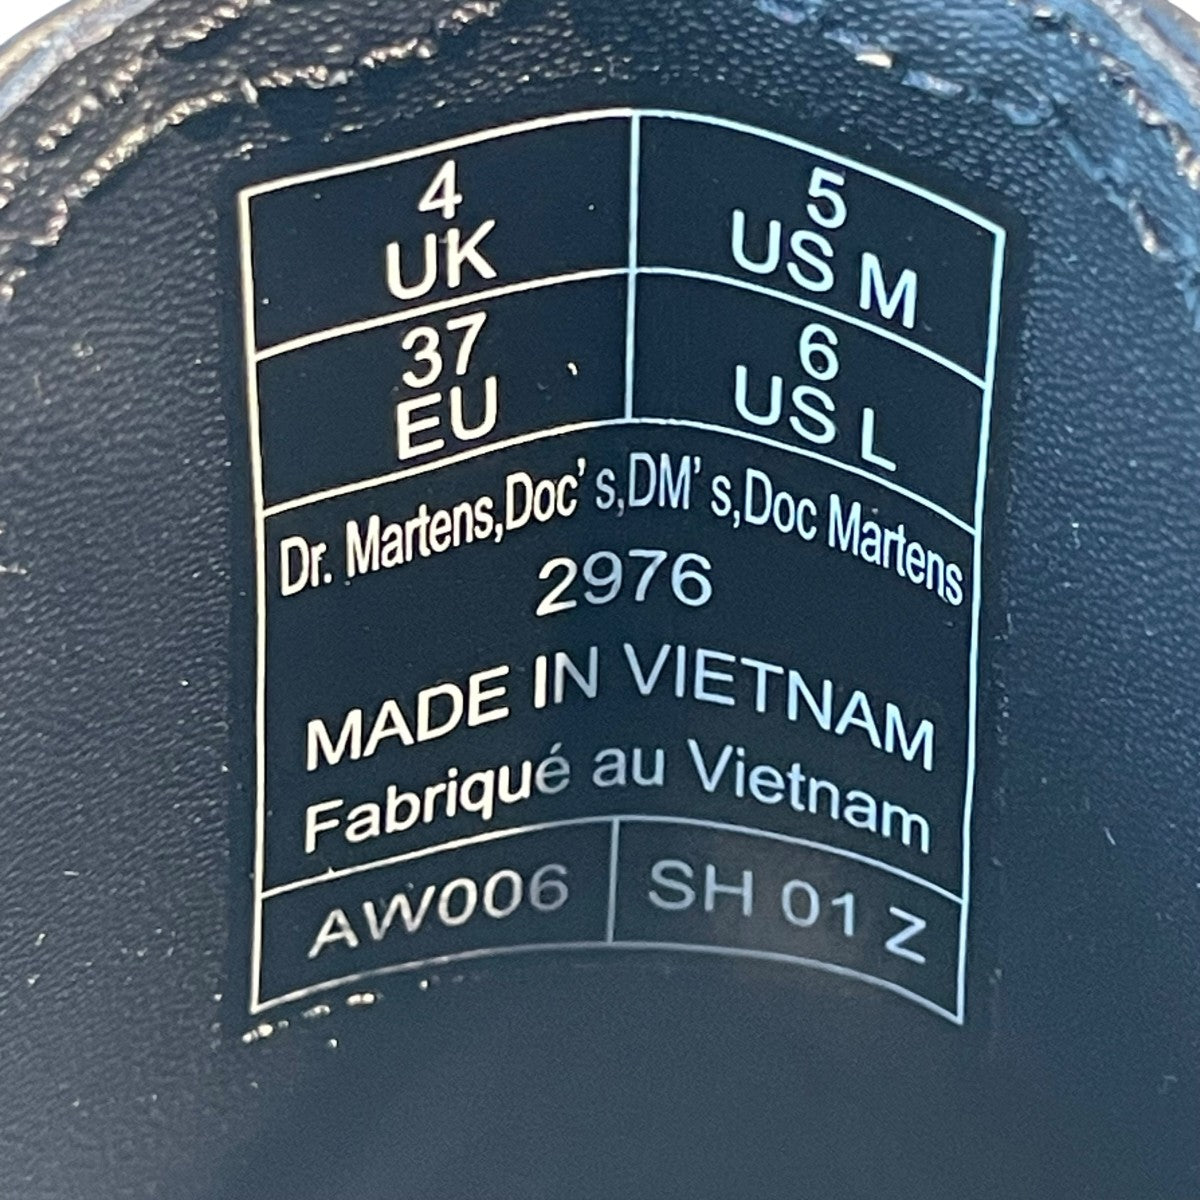 4
UK
5
US M
37
EU
6
US L
Dr. Martens,Doc's,DM's,Doc Martens
2976
MADE IN VIETNAM
Fabriqué au Vietnam
AW006
SH 01 Z